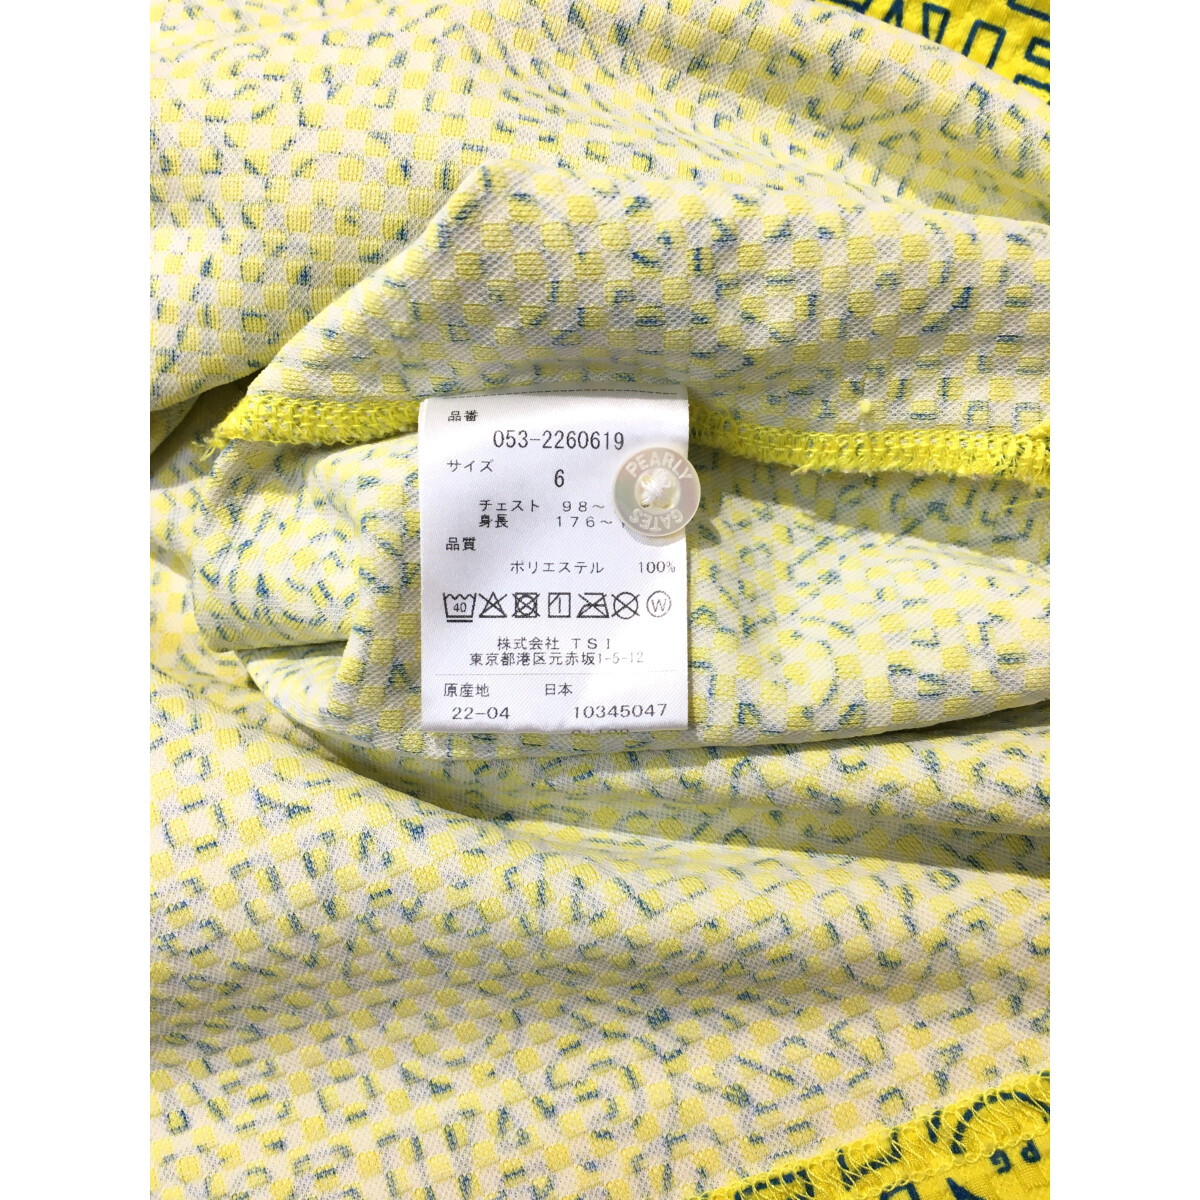 品番
053-2260619
サイズ
6
チェスト 98~
身長 176~
品質
ポリエステル 100%
40
W
株式会社 TSI
東京都港区元赤坂1-5-12
原産地 日本
22-04 10345047
PEARLY
GATES
PG